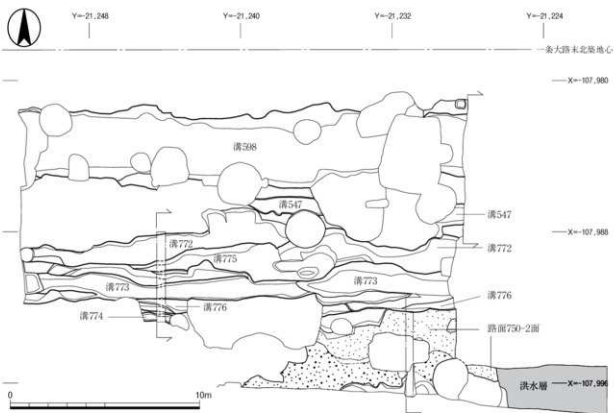 Y=-21,248
Y=-21,240
Y=-21,232
Y=-21,224
一条大路末北築地心
X=-107,980
溝598
溝547
溝547
X=-107,988
溝772
溝772
溝775
溝773
溝773
溝776
溝776
溝774
路面750-2面
洪水層
X=-107,996
0
10m